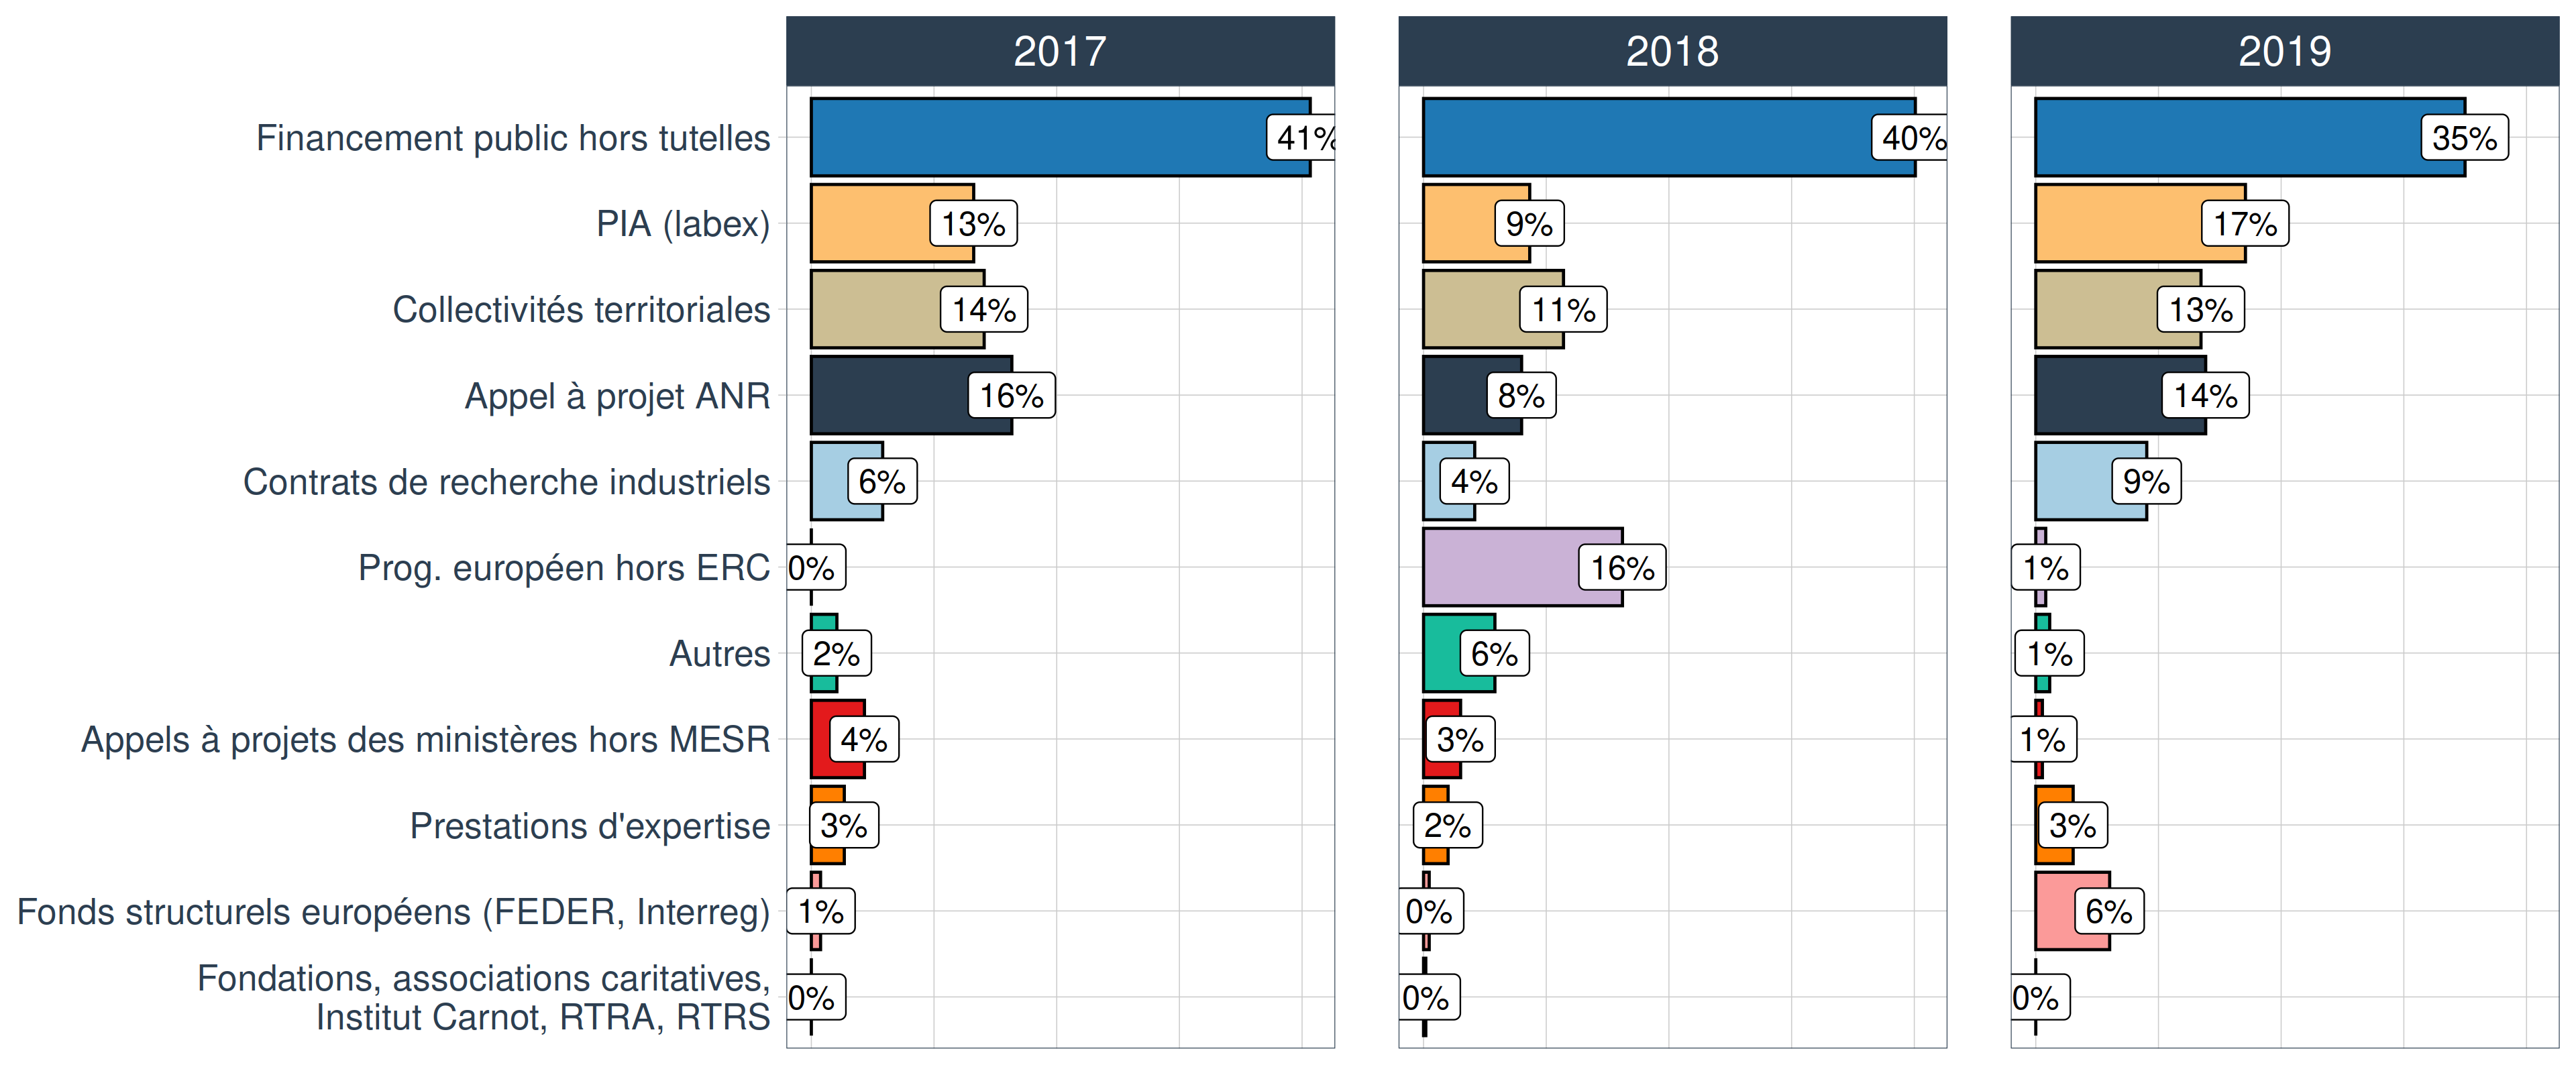 2017 2018 2019
Financement public hors tutelles 41% 40% 35%
PIA (labex) 13% 9% 17%
Collectivités territoriales 14% 11% 13%
Appel à projet ANR 16% 8% 14%
Contrats de recherche industriels 6% 4% 9%
Prog. européen hors ERC 0% 16% 1%
Autres 2% 6% 1%
Appels à projets des ministères hors MESR 4% 3% 1%
Prestations d'expertise 3% 2% 3%
Fonds structurels européens (FEDER, Interreg) 1% 0% 6%
Fondations, associations caritatives,
Institut Carnot, RTRA, RTRS 0% 0% 0%